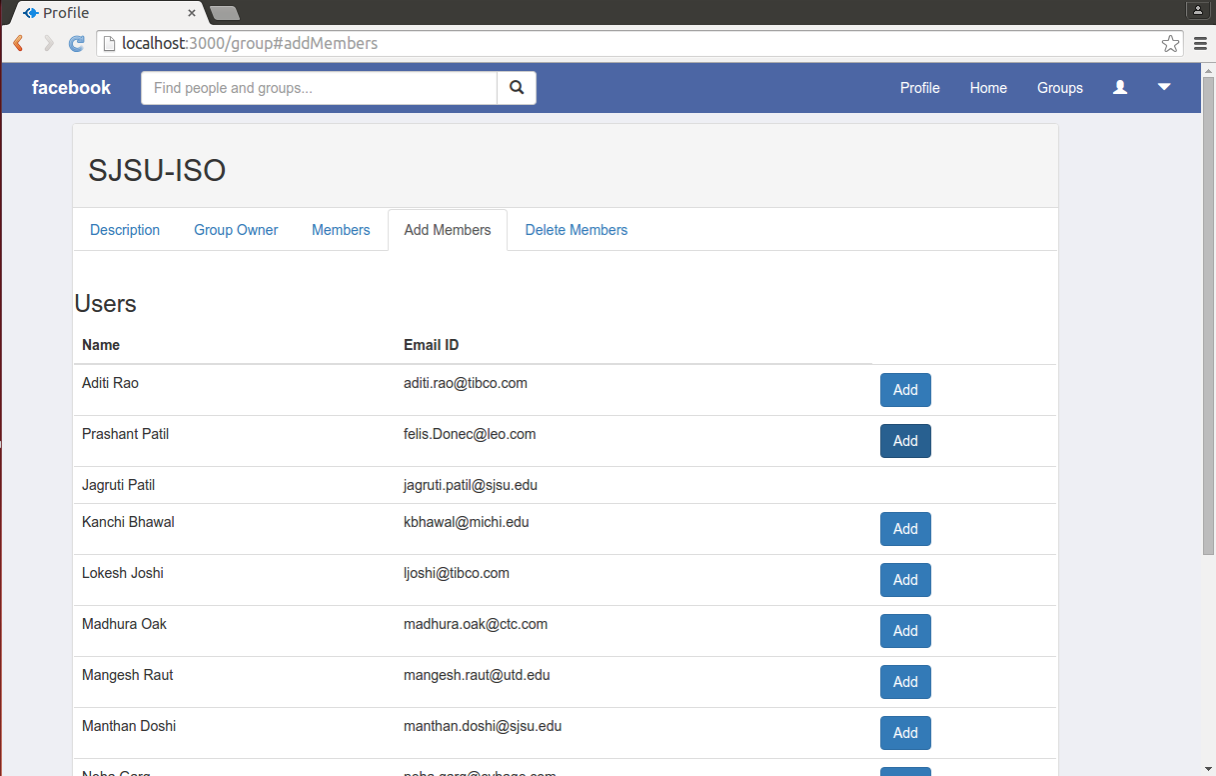 Profile
localhost:3000/group#addMembers
facebook Find people and groups... Profile Home Groups
SJSU-ISO
Description Group Owner Members Add Members Delete Members
Users
Name Email ID
Aditi Rao aditi.rao@tibco.com Add
Prashant Patil felis.Donec@leo.com Add
Jagruti Patil jagruti.patil@sjsu.edu
Kanchi Bhawal kbhawal@michi.edu Add
Lokesh Joshi ljoshi@tibco.com Add
Madhura Oak madhura.oak@ctc.com Add
Mangesh Raut mangesh.raut@utd.edu Add
Manthan Doshi manthan.doshi@sjsu.edu Add